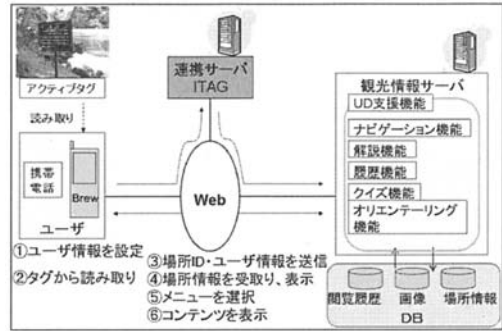 アクティブタグ
読み取り
携帯
電話
Brew
ユーザ
①ユーザ情報を設定
②タグから読み取り
連携サーバ
ITAG
Web
③場所ID・ユーザ情報を送信
④場所情報を受取り、表示
⑤メニューを選択
⑥コンテンツを表示
観光情報サーバ
UD支援機能
ナビゲーション機能
解説機能
履歴機能
クイズ機能
オリエンテーリング
機能
閲覧履歴
画像
場所情報
DB